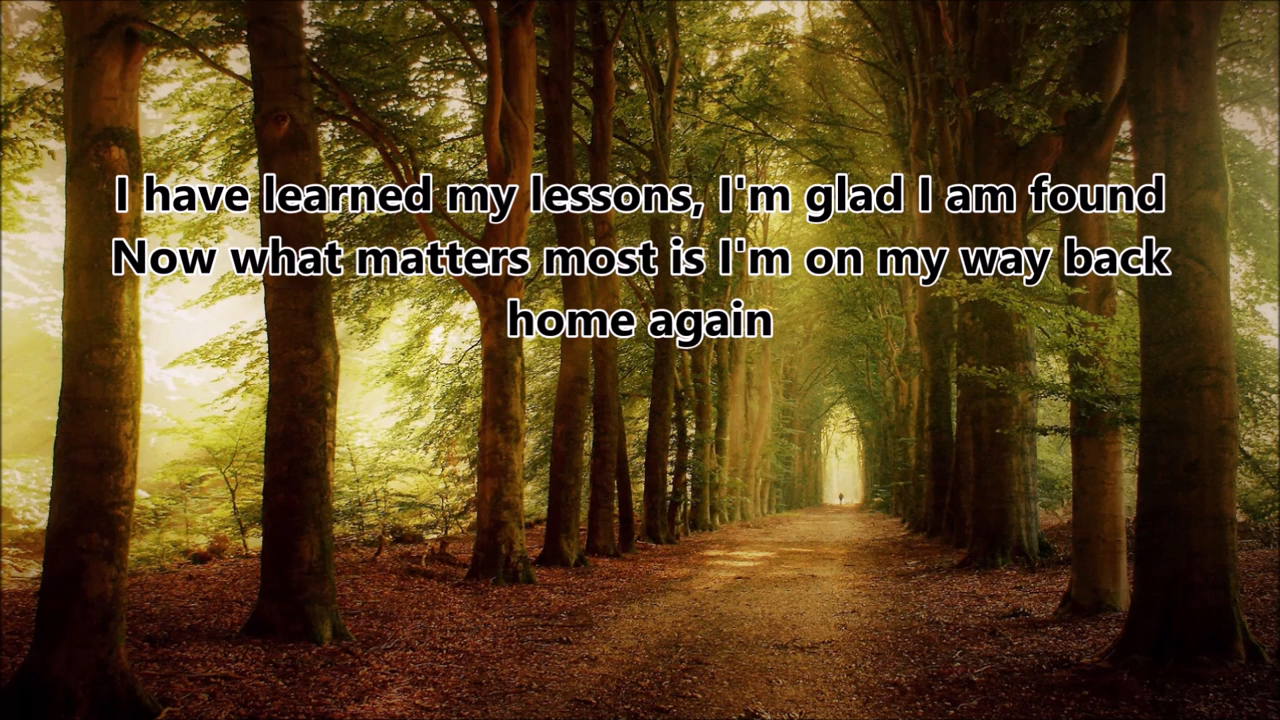 I have learned my lessons, I'm glad I am found
Now what matters most is I'm on my way back
home again